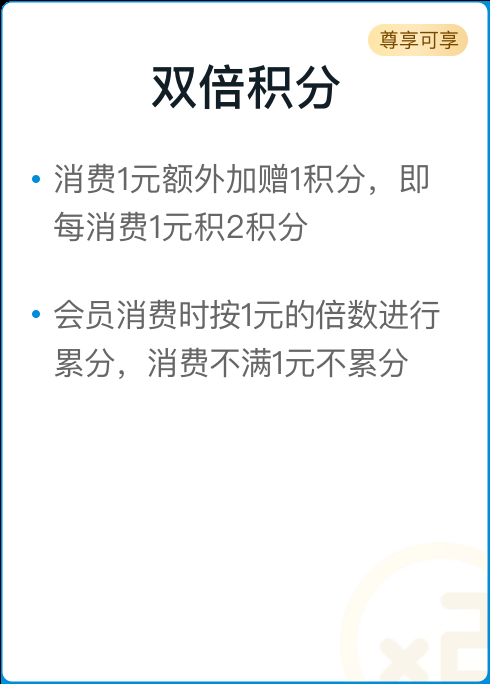 尊享可享
双倍积分
消费1元额外加赠1积分，即
每消费1元积2积分
会员消费时按1元的倍数进行
累分，消费不满1元不累分
x2